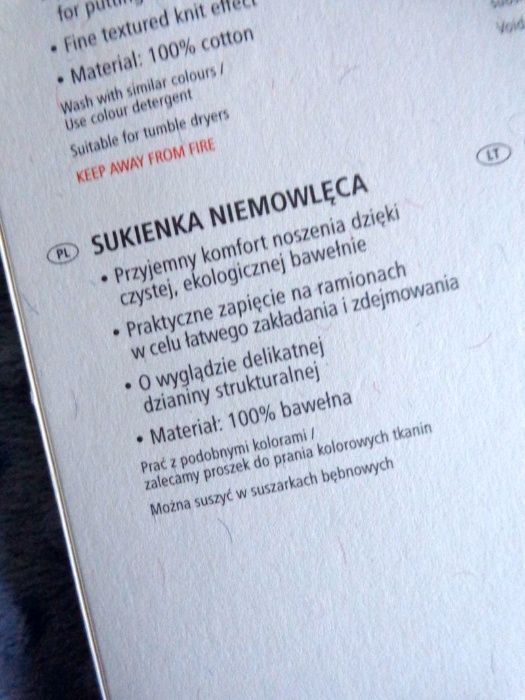 for putting
• Fine textured knit effect
• Material: 100% cotton
Wash with similar colours /
Use colour detergent
Suitable for tumble dryers
KEEP AWAY FROM FIRE
LT
PL SUKIENKA NIEMOWLĘCA
• Przyjemny komfort noszenia dzięki
czystej, ekologicznej bawełnie
• Praktyczne zapięcie na ramionach
w celu łatwego zakładania i zdejmowania
• O wyglądzie delikatnej
dzianiny strukturalnej
• Materiał: 100% bawełna
Prać z podobnymi kolorami /
zalecamy proszek do prania kolorowych tkanin
Można suszyć w suszarkach bębnowych